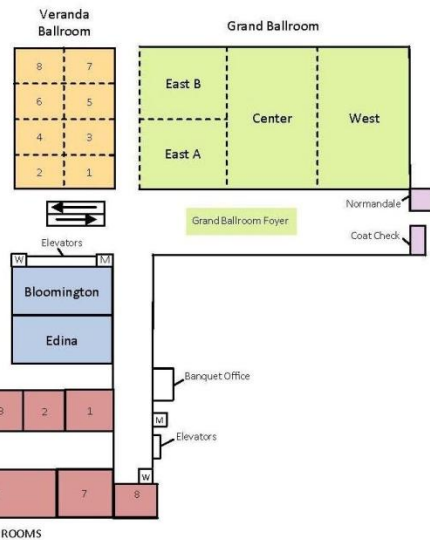 Veranda
Ballroom
Grand Ballroom
8
7
6
5
4
3
2
1
East B
East A
Center
West
Normandale
Grand Ballroom Foyer
Coat Check
Elevators
W
M
Bloomington
Edina
Banquet Office
2
1
M
Elevators
W
7
8
ROOMS